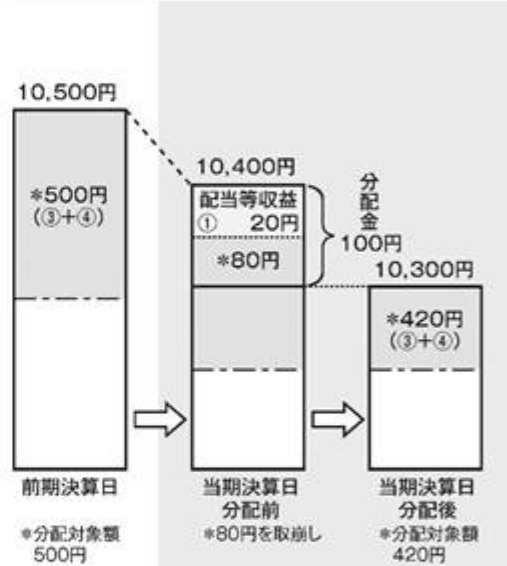 10,500円
*500円
(③+④)
10,400円
配当等収益
① 20円
*80円
分配金
100円
10,300円
*420円
(③+④)
前期決算日
*分配対象額
500円
当期決算日
分配前
*80円を取崩し
当期決算日
分配後
*分配対象額
420円